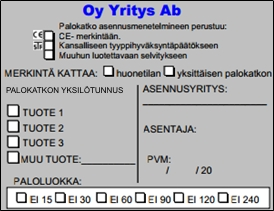 Oy Yritys Ab
Palokatko asennusmenetelmineen perustuu:
CE- merkintään.
Kansalliseen tyyppihyväksyntäpäätökseen
Muuhun luotettavaan selvitykseen
MERKINTÄ KATTAA: huonetilan yksittäisen palokatkon
PALOKATKON YKSILÖTUNNUS
ASENNUSYRITYS:
TUOTE 1
TUOTE 2
TUOTE 3
MUU TUOTE:
ASENTAJA:
PVM:
/ /20
PALOLUOKKA:
EI 15 EI 30 EI 60 EI 90 EI 120 EI 240